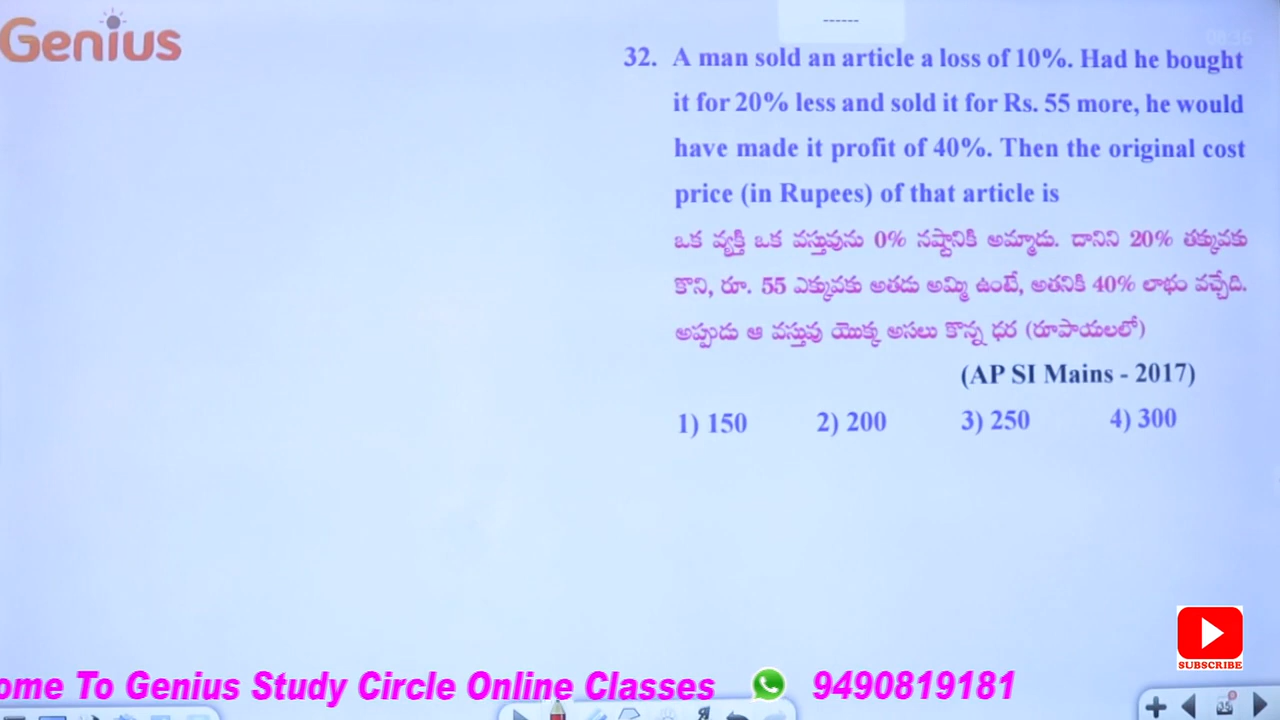 Genius
------
08:36
32. A man sold an article a loss of 10%. Had he bought
it for 20% less and sold it for Rs. 55 more, he would
have made it profit of 40%. Then the original cost
price (in Rupees) of that article is
ఒక వ్యక్తి ఒక వస్తువును 0% నష్టానికి అమ్మాడు. దానిని 20% తక్కువకు
కొని, రూ. 55 ఎక్కువకు అతడు అమ్మి ఉంటే, అతనికి 40% లాభం వచ్చేది.
అప్పుడు ఆ వస్తువు యొక్క అసలు కొన్న ధర (రూపాయలలో)
(AP SI Mains - 2017)
1) 150 2) 200 3) 250 4) 300
SUBSCRIBE
ome To Genius Study Circle Online Classes 9490819181